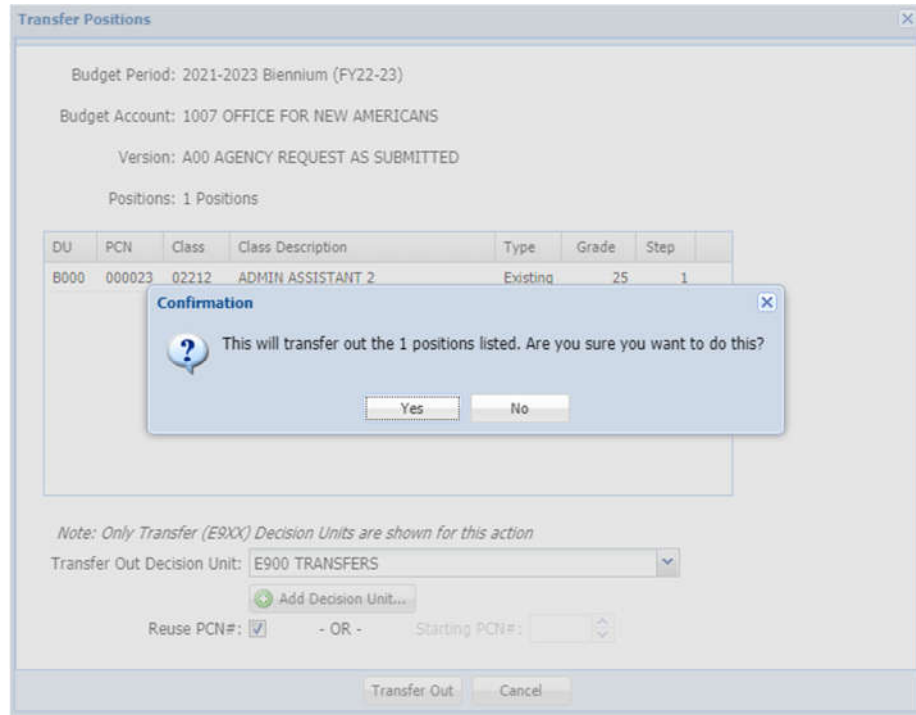 Transfer Positions
Budget Period: 2021-2023 Biennium (FY22-23)
Budget Account: 1007 OFFICE FOR NEW AMERICANS
Version: A00 AGENCY REQUEST AS SUBMITTED
Positions: 1 Positions
DU PCN Class Class Description Type Grade Step
B000 000023 02212 ADMIN ASSISTANT 2 Existing 25 1
Confirmation
This will transfer out the 1 positions listed. Are you sure you want to do this?
Yes No
Note: Only Transfer (E9XX) Decision Units are shown for this action
Transfer Out Decision Unit: E900 TRANSFERS
Add Decision Unit...
Reuse PCN#: - OR - Starting PCN#:
Transfer Out Cancel